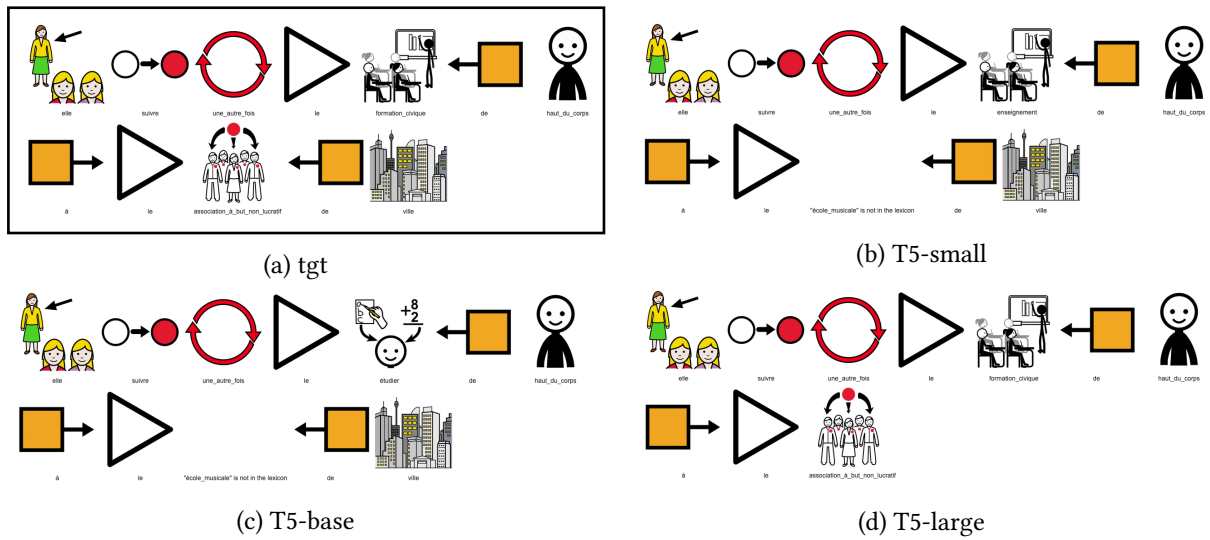 elle suivre une_autre_fois le formation_civique de haut_du_corps
à le association_à_but_non_lucratif de ville
(a) tgt
elle suivre une_autre_fois le enseignement de haut_du_corps
à le "école_musicale" is not in the lexicon de ville
(b) T5-small
+8
2
elle suivre une_autre_fois le étudier de haut_du_corps
à le "école_musicale" is not in the lexicon de ville
(c) T5-base
elle suivre une_autre_fois le formation_civique de haut_du_corps
à le association_à_but_non_lucratif
(d) T5-large